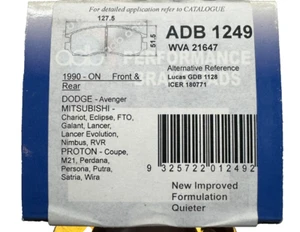 For detailed application refer to CATALOGUE
127.5
51.5
ADB 1249
WVA 21647
PERFORMANCE
Alternative Reference
1990 - ON Front & Rear
Lucas GDB 1128
ICER 180771
DODGE - Avenger
MITSUBISHI -
Chariot, Eclipse, FTO,
Galant, Lancer,
Lancer Evolution,
Nimbus, RVR
PROTON - Coupe,
M21, Perdana,
Persona, Putra,
Satria, Wira
9 325722 012492
New Improved
Formulation
Quieter